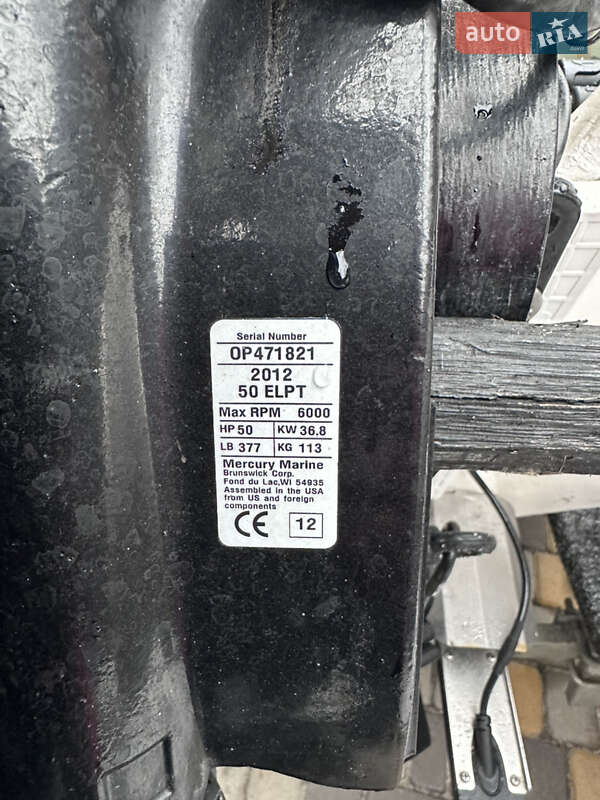 auto RIA
.com
Serial Number
OP471821
2012
50 ELPT
Max RPM 6000
HP 50 KW 36.8
LB 377 KG 113
Mercury Marine
Brunswick Corp.
Fond du Lac,WI 54935
Assembled in the USA
from US and foreign
components
CE 12